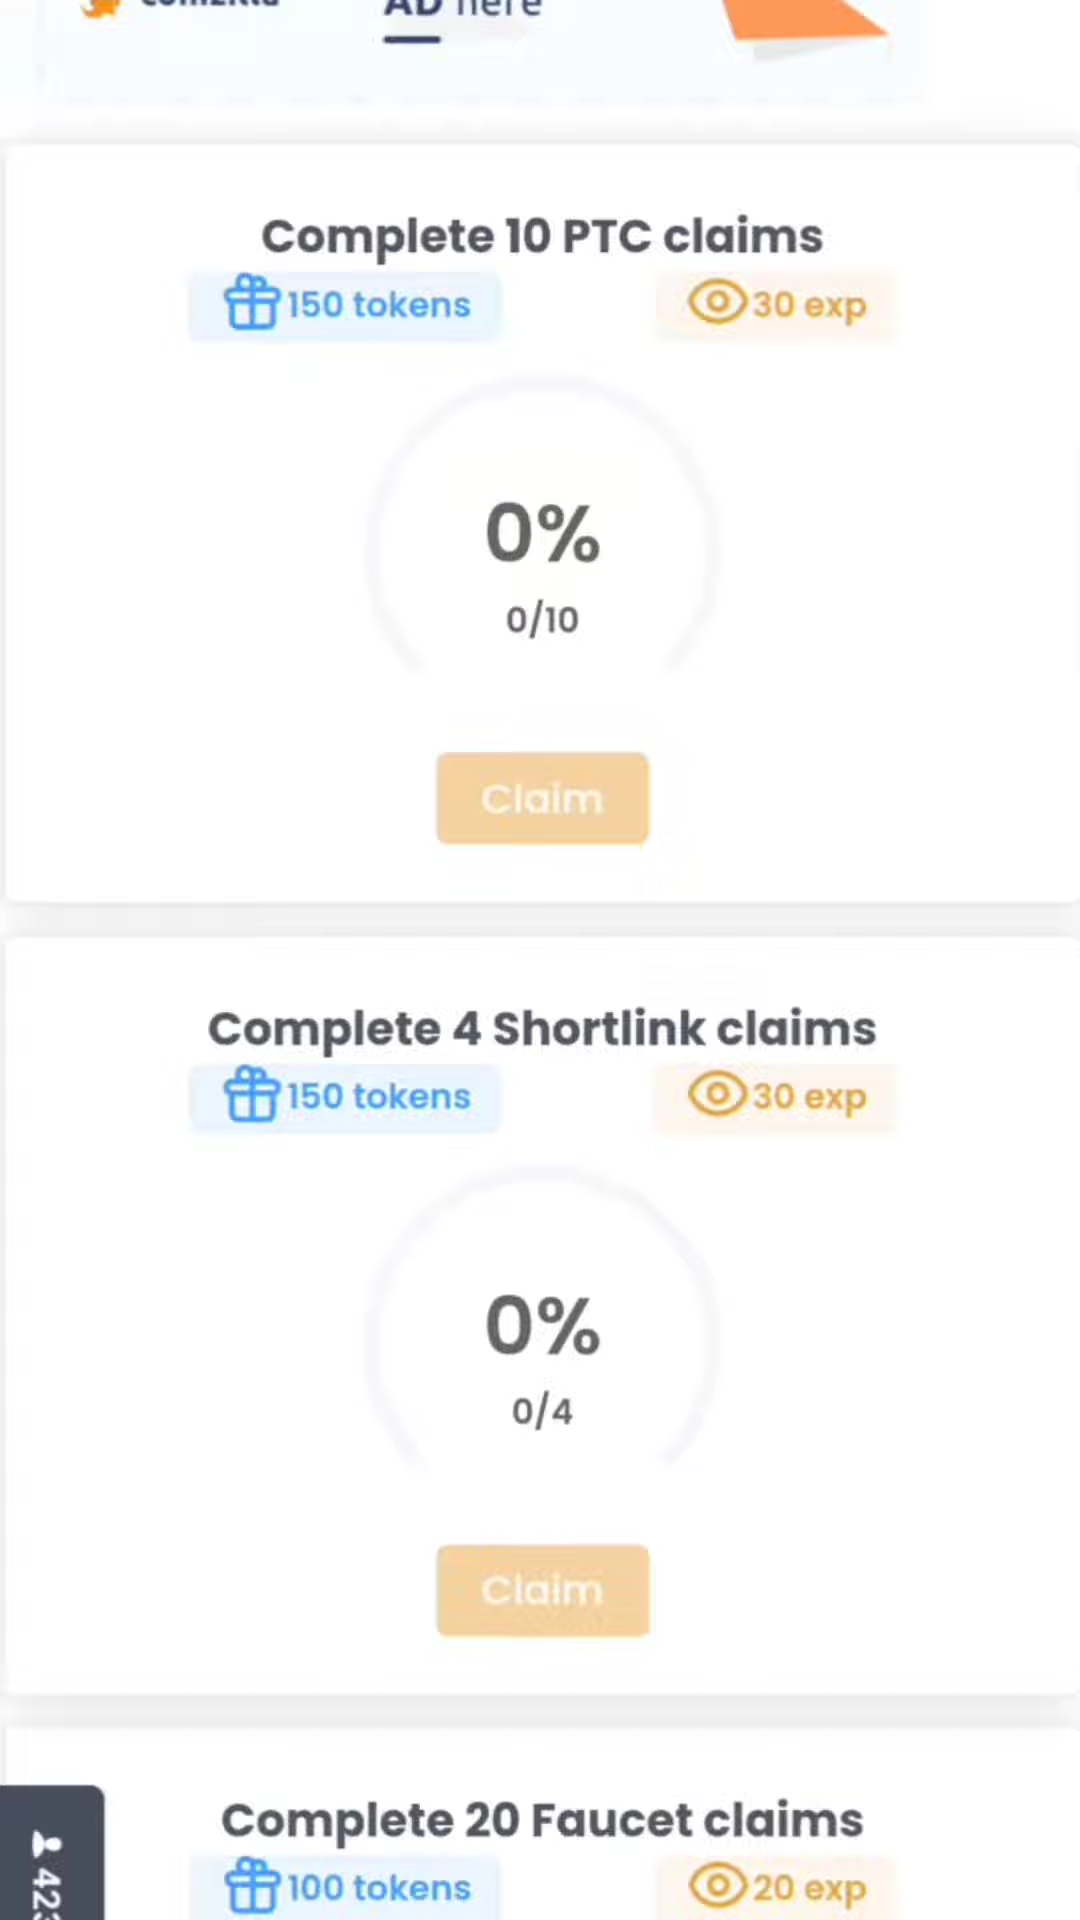 AD here
Complete 10 PTC claims
150 tokens
30 exp
0%
0/10
Claim
Complete 4 Shortlink claims
150 tokens
30 exp
0%
0/4
Claim
Complete 20 Faucet claims
100 tokens
20 exp
423